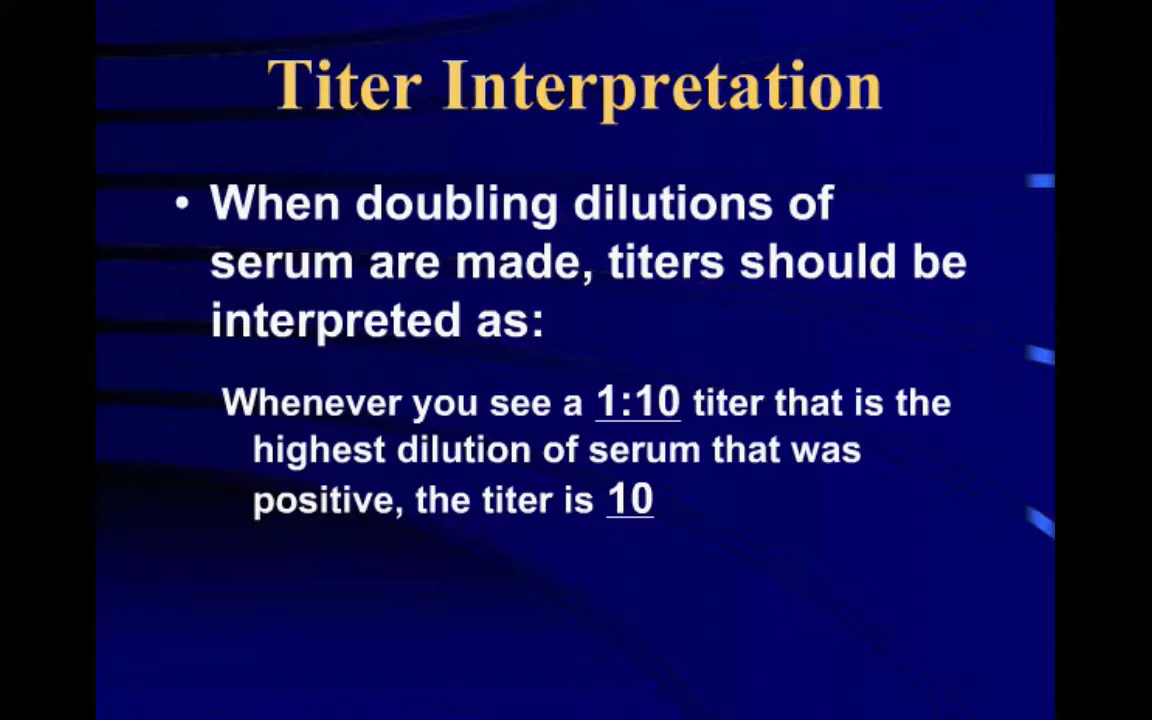 Titer Interpretation
• When doubling dilutions of
serum are made, titers should be
interpreted as:
Whenever you see a 1:10 titer that is the
highest dilution of serum that was
positive, the titer is 10